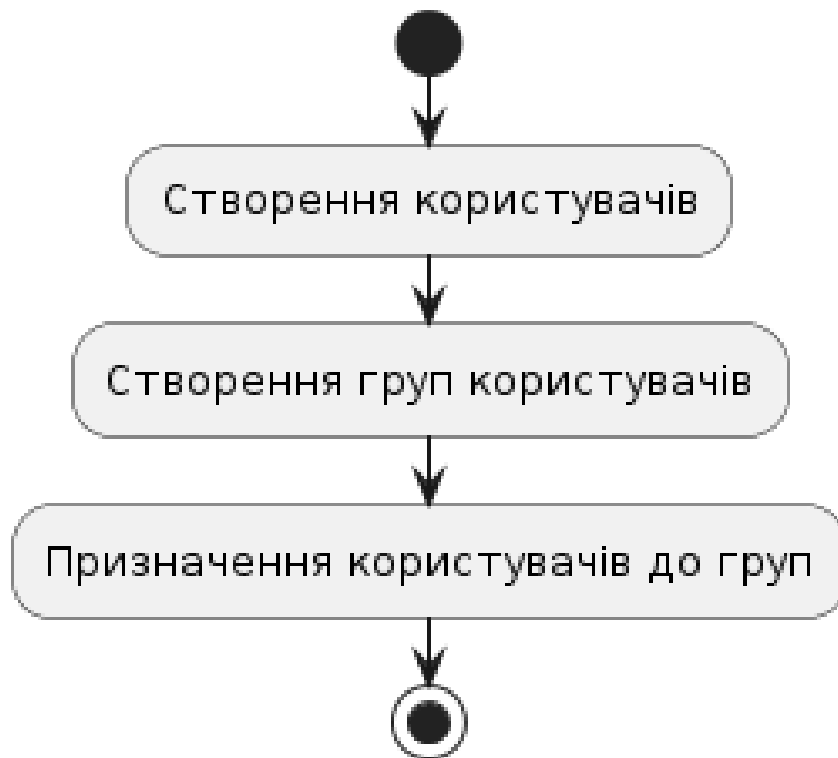 Створення користувачів
Створення груп користувачів
Призначення користувачів до груп